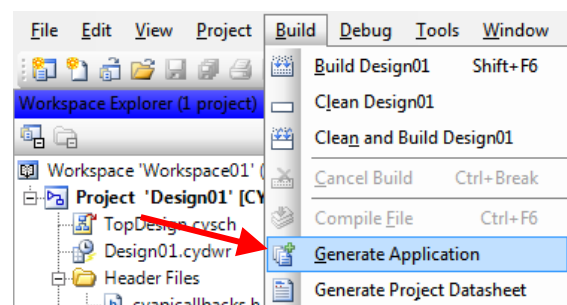 File Edit View Project Build Debug Tools Window
Build Design01 Shift+F6
Workspace Explorer (1 project)
Clean Design01
Clean and Build Design01
Workspace 'Workspace01' (
Cancel Build Ctrl+Break
Project 'Design01' [CY
TopDesign.cysch
Compile File Ctrl+F6
Design01.cydwr
Generate Application
Header Files
Generate Project Datasheet
cyapicallbacks.h